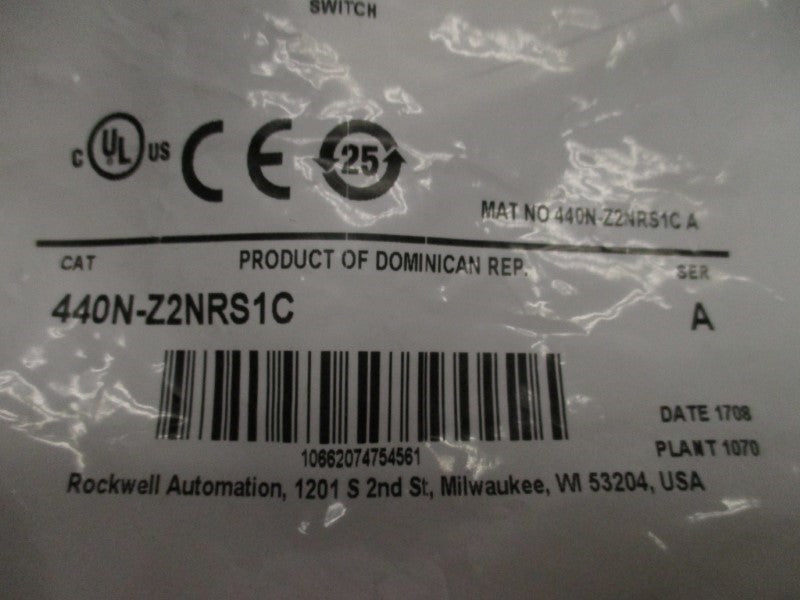 SWITCH
C UL US CE 25
MAT NO 440N-Z2NRS1C A
CAT PRODUCT OF DOMINICAN REP. SER
440N-Z2NRS1C A
DATE 1708
10662074754561 PLANT 1070
Rockwell Automation, 1201 S 2nd St, Milwaukee, WI 53204, USA